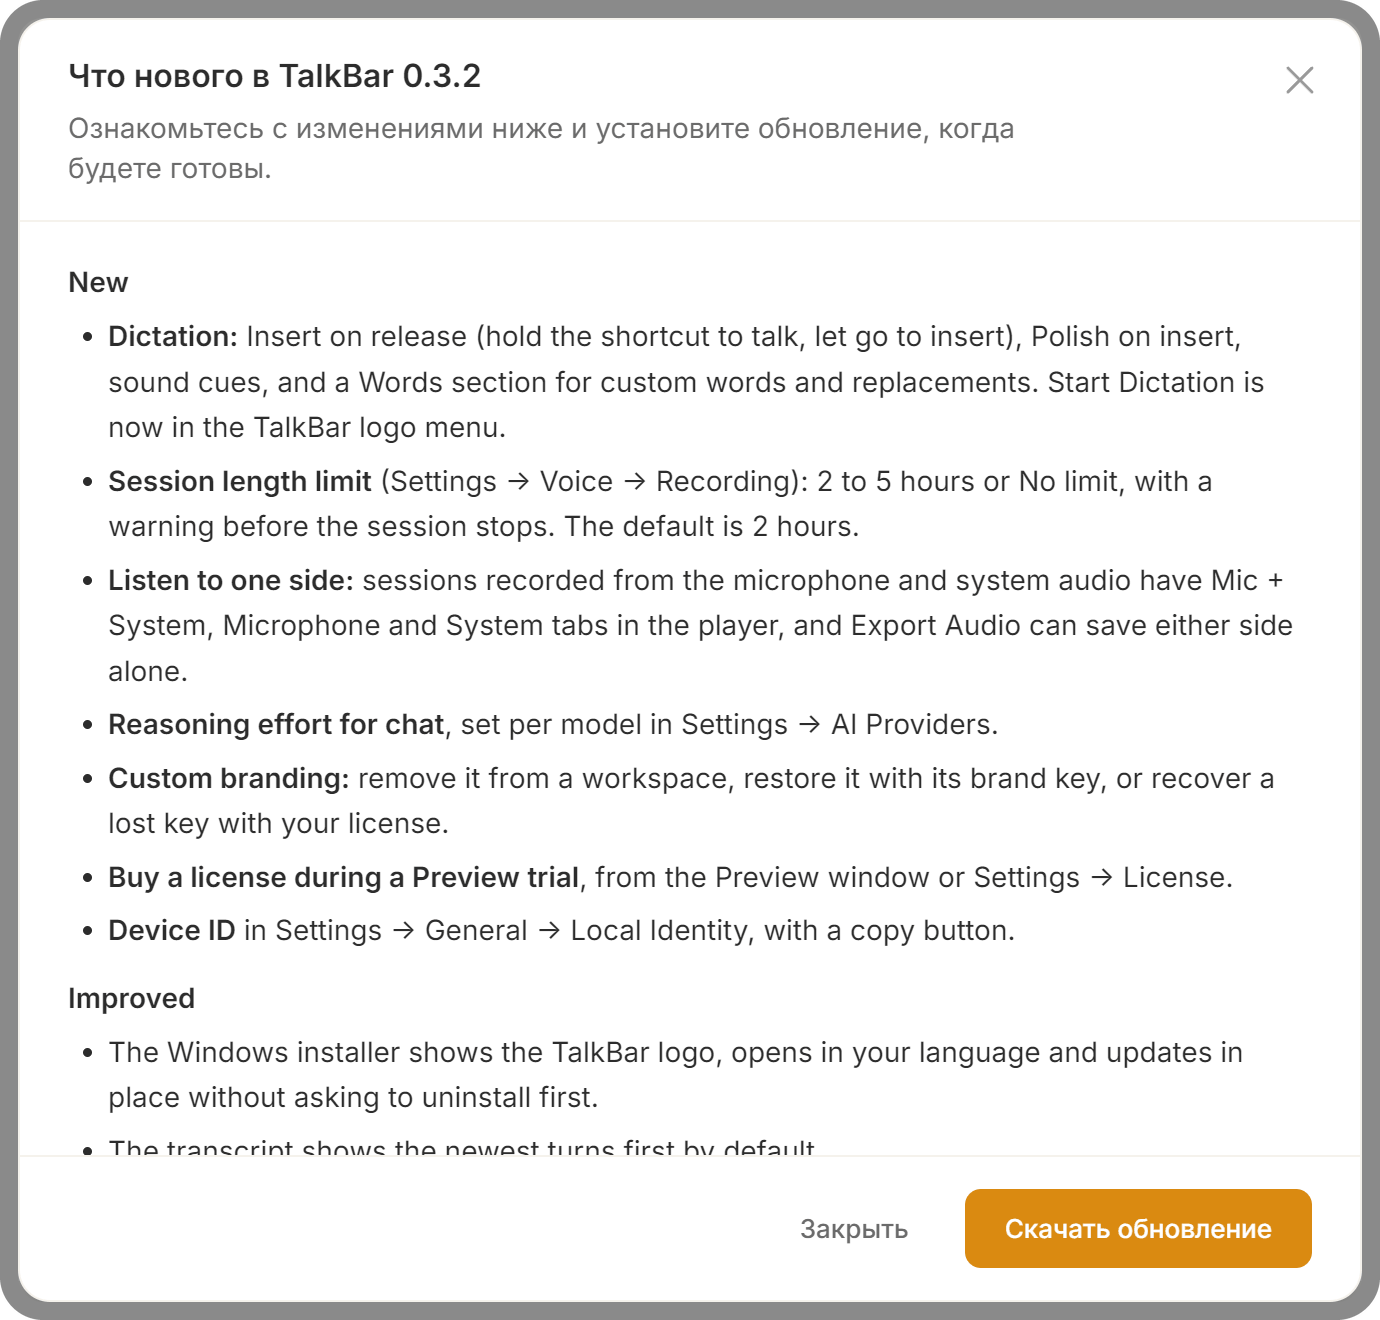 Что нового в TalkBar 0.3.2
Ознакомьтесь с изменениями ниже и установите обновление, когда
будете готовы.
New
• Dictation: Insert on release (hold the shortcut to talk, let go to insert), Polish on insert,
sound cues, and a Words section for custom words and replacements. Start Dictation is
now in the TalkBar logo menu.
• Session length limit (Settings → Voice → Recording): 2 to 5 hours or No limit, with a
warning before the session stops. The default is 2 hours.
• Listen to one side: sessions recorded from the microphone and system audio have Mic +
System, Microphone and System tabs in the player, and Export Audio can save either side
alone.
• Reasoning effort for chat, set per model in Settings → AI Providers.
• Custom branding: remove it from a workspace, restore it with its brand key, or recover a
lost key with your license.
• Buy a license during a Preview trial, from the Preview window or Settings → License.
• Device ID in Settings → General → Local Identity, with a copy button.
Improved
• The Windows installer shows the TalkBar logo, opens in your language and updates in
place without asking to uninstall first.
• The transcript shows the newest turns first by default
Закрыть
Скачать обновление